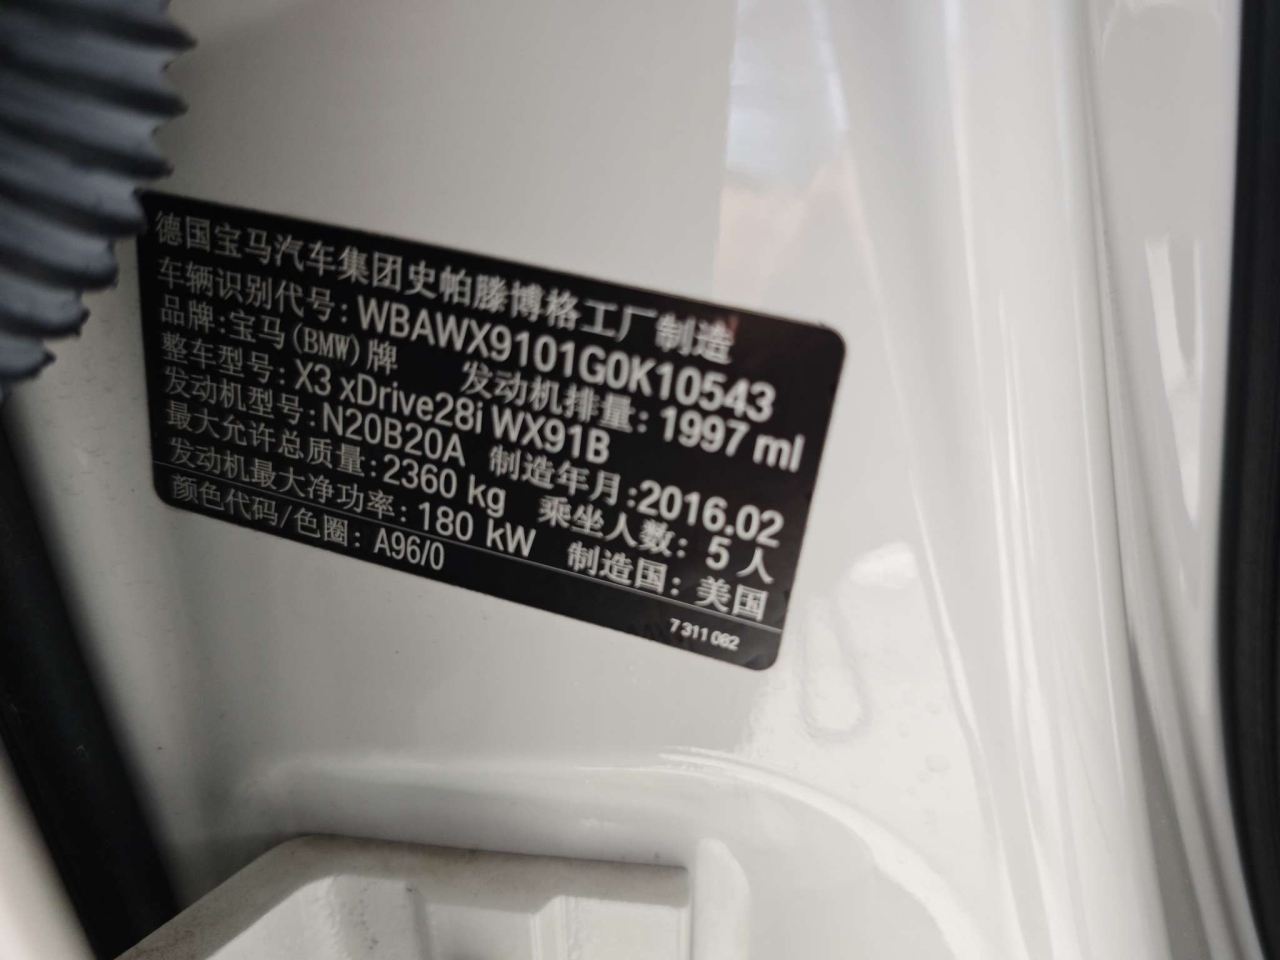 德国宝马汽车集团史帕滕博格工厂制造
车辆识别代号: WBAWX9101G0K10543
品牌:宝马(BMW)牌 发动机排量: 1997 ml
整车型号: X3 xDrive28i WX91B
发动机型号: N20B20A 制造年月:2016.02
最大允许总质量:2360 kg 乘坐人数: 5 人
发动机最大净功率: 180 kW 制造国: 美国
颜色代码/色圈: A96/0
7 311 082